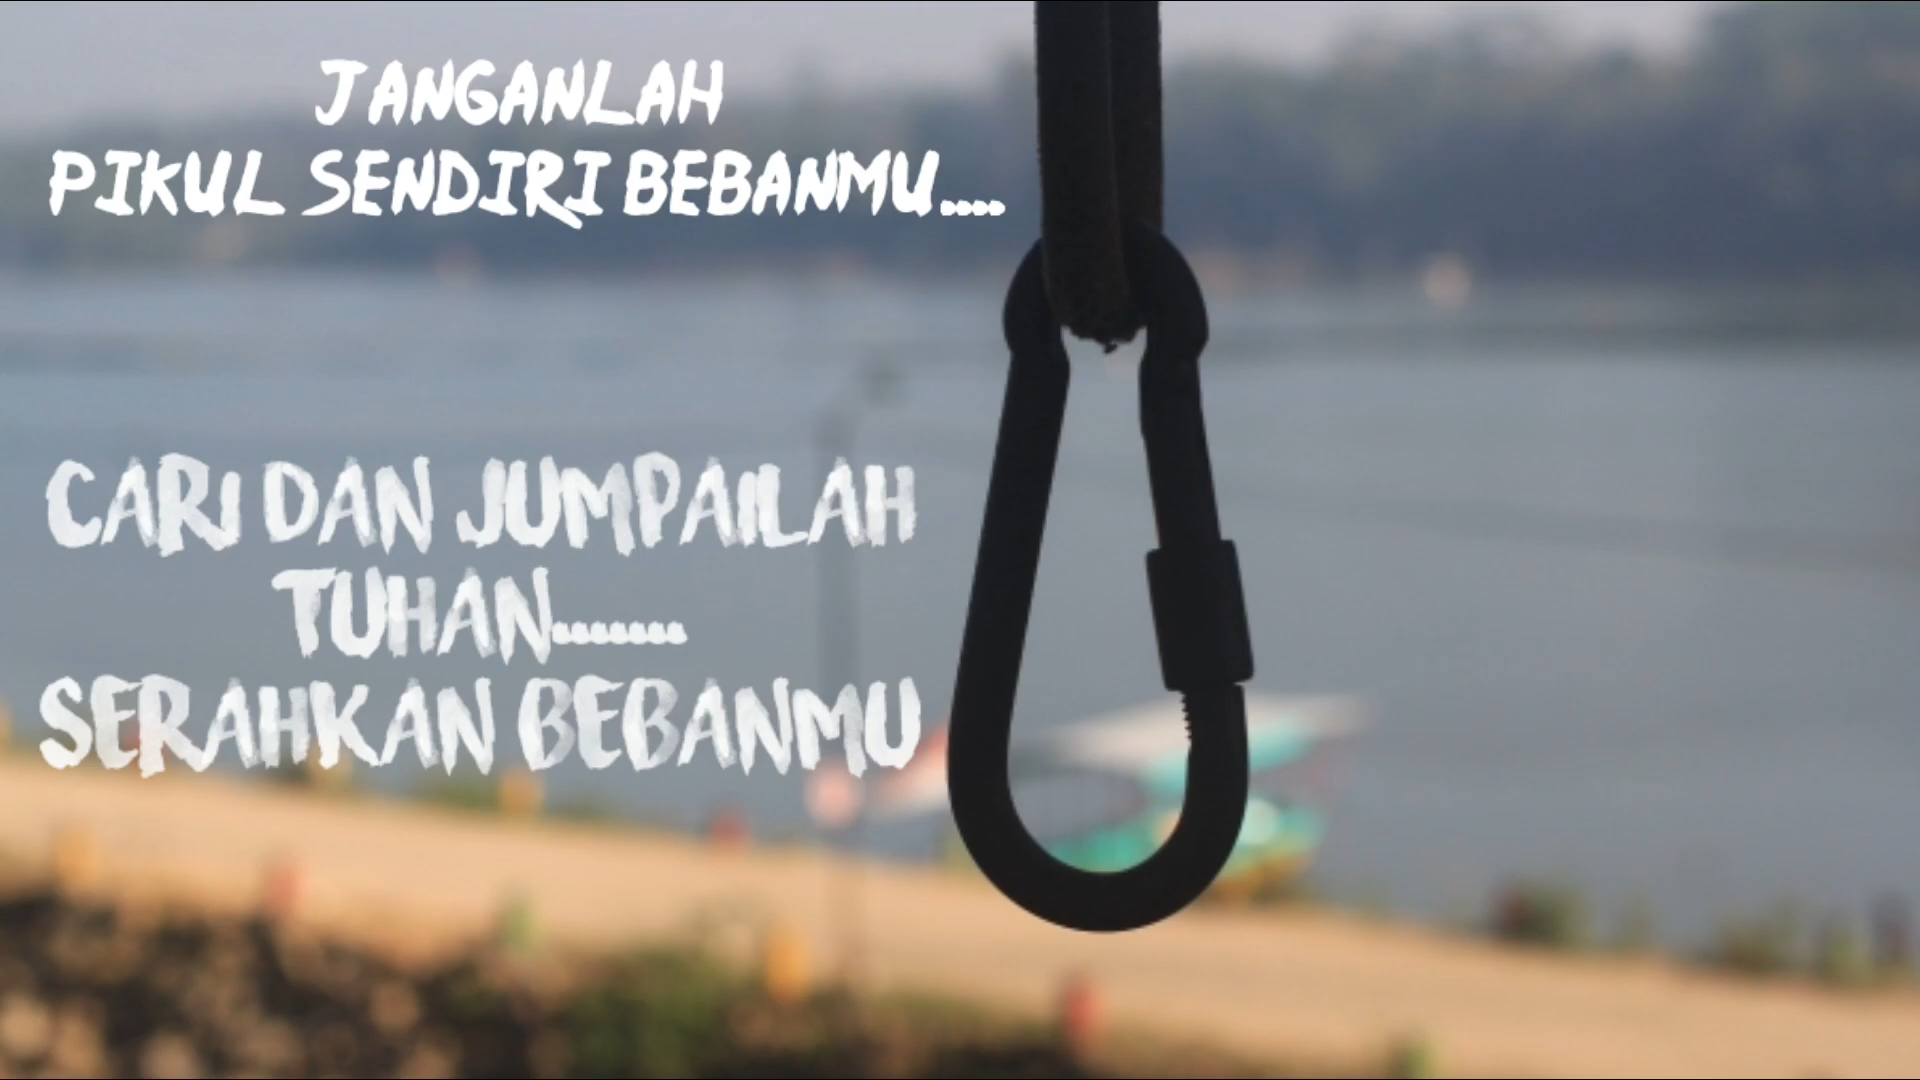 JANGANLAH
PIKUL SENDIRI BEBANMU....
CARI DAN JUMPAILAH
TUHAN.......
SERAHKAN BEBANMU